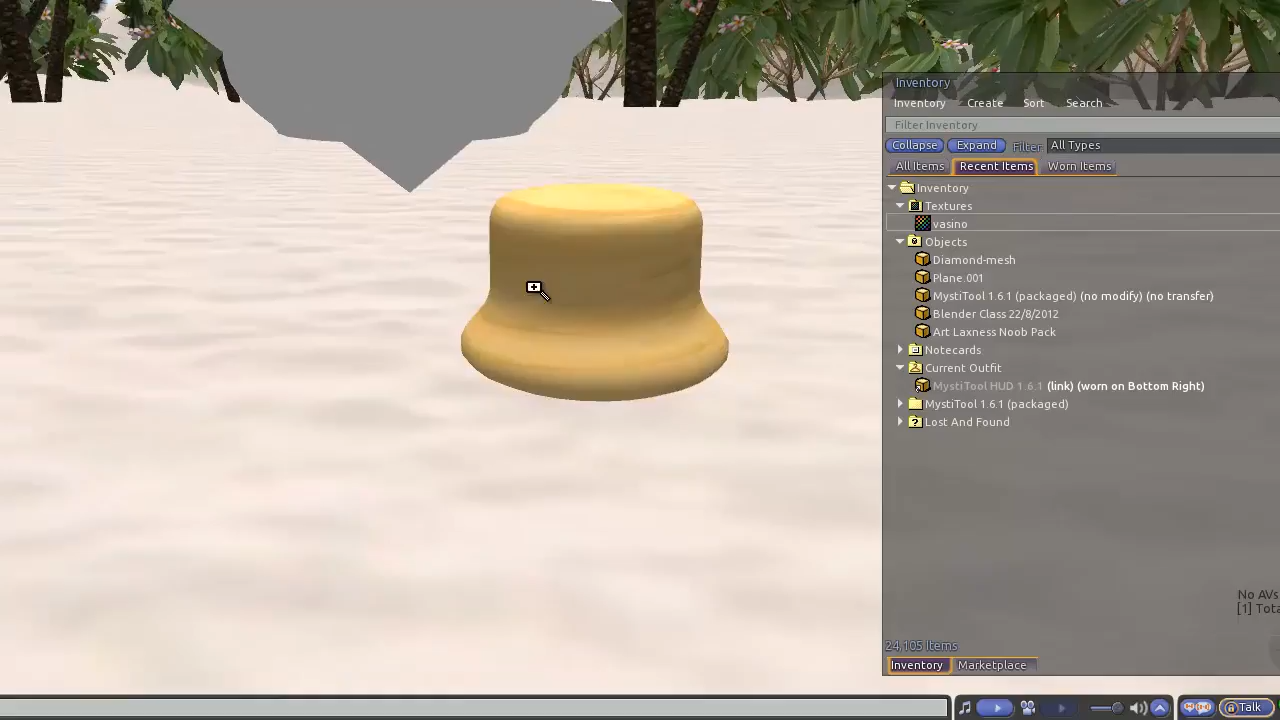 Inventory
Inventory Create Sort Search
Filter Inventory
Collapse Expand Filter All Types
All Items Recent Items Worn Items
Inventory
Textures
vasino
Objects
Diamond-mesh
Plane.001
MystiTool 1.6.1 (packaged) (no modify) (no transfer)
Blender Class 22/8/2012
Art Laxness Noob Pack
Notecards
Current Outfit
MystiTool HUD 1.6.1 (link) (worn on Bottom Right)
MystiTool 1.6.1 (packaged)
Lost And Found
No AVs
[1] Tota
24,105 Items
Inventory Marketplace
Talk